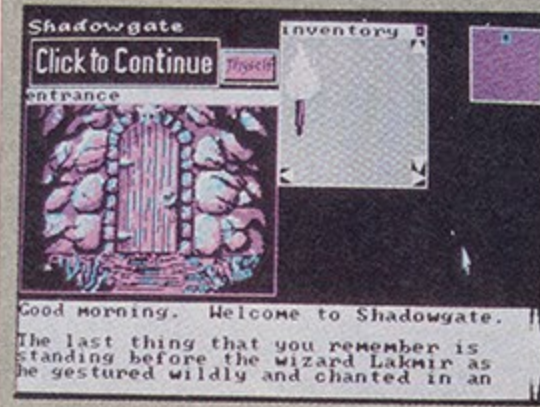 Shadowgate
Click to Continue
Thyself
inventory
entrance
Good morning. Welcome to Shadowgate.
The last thing that you remember is
standing before the wizard Lakmir as
he gestured wildly and chanted in an